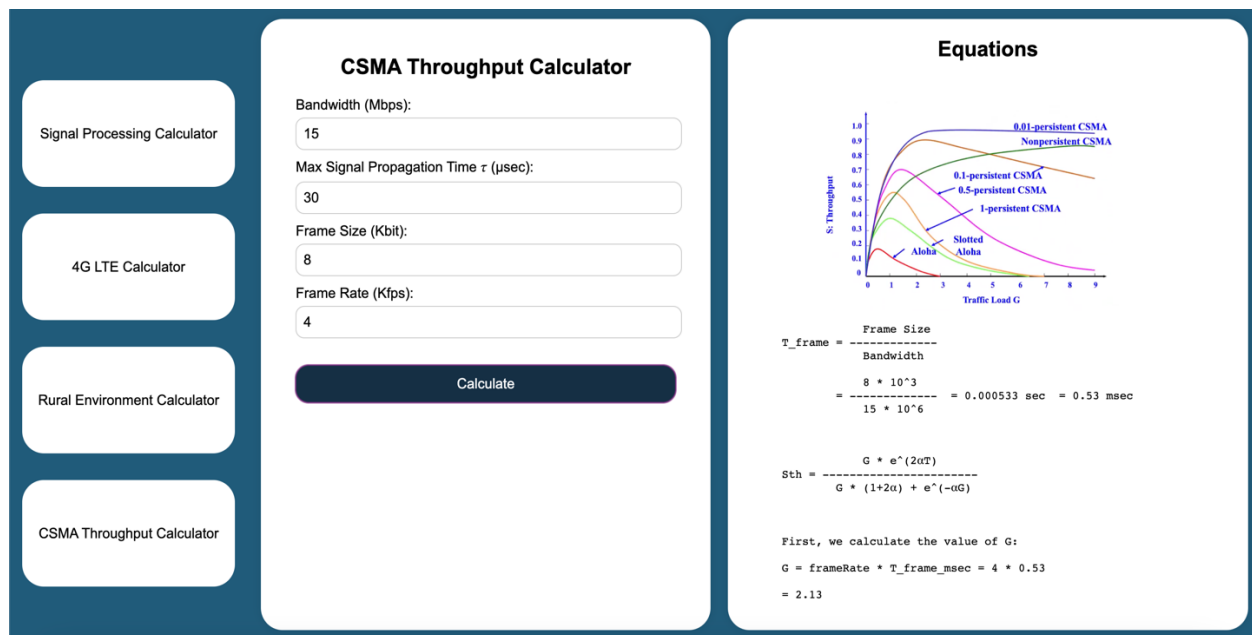 Signal Processing Calculator
4G LTE Calculator
Rural Environment Calculator
CSMA Throughput Calculator
CSMA Throughput Calculator
Bandwidth (Mbps):
15
Max Signal Propagation Time τ (μsec):
30
Frame Size (Kbit):
8
Frame Rate (Kfps):
4
Calculate
Equations
S: Throughput
1.0
0.9
0.8
0.7
0.6
0.5
0.4
0.3
0.2
0.1
0
0.01-persistent CSMA
Nonpersistent CSMA
0.1-persistent CSMA
0.5-persistent CSMA
1-persistent CSMA
Slotted
Aloha
Aloha
0 1 2 3 4 5 6 7 8 9
Traffic Load G
Frame Size
T_frame = -------------
Bandwidth
8 * 10^3
= ------------- = 0.000533 sec = 0.53 msec
15 * 10^6
G * e^(2αT)
Sth = -----------------------
G * (1+2α) + e^(-αG)
First, we calculate the value of G:
G = frameRate * T_frame_msec = 4 * 0.53
= 2.13